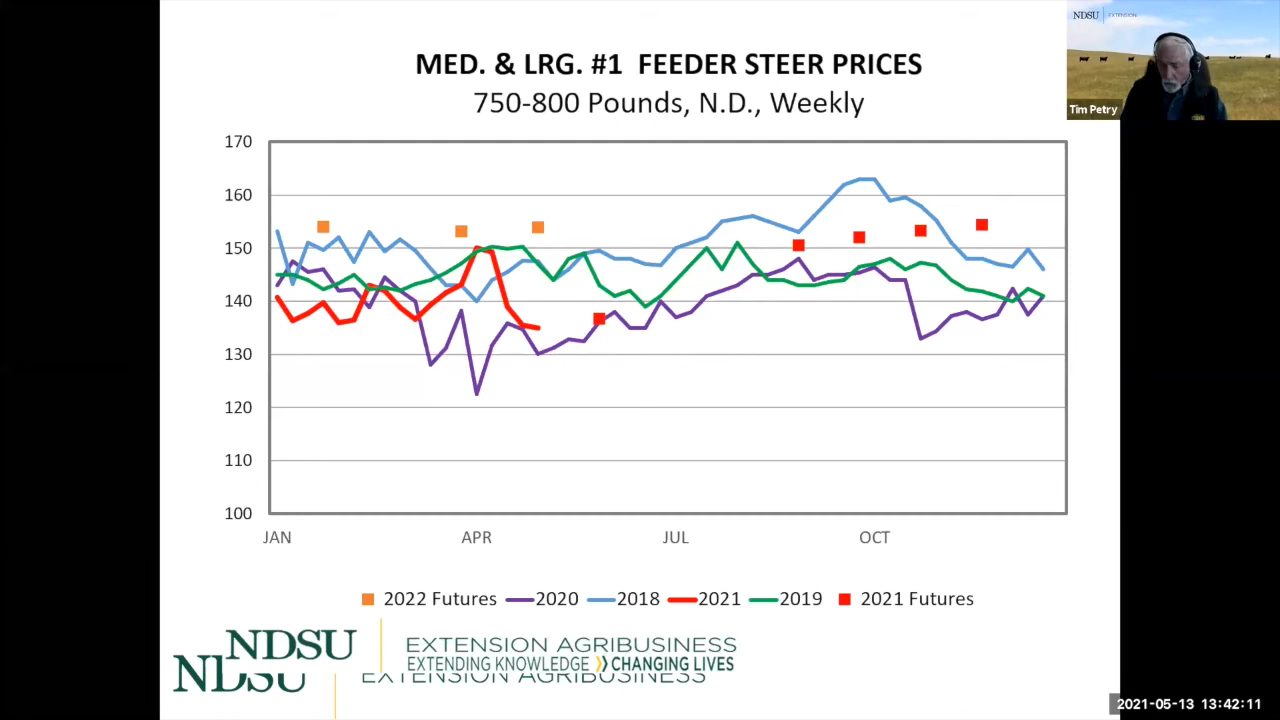 MED. & LRG. #1 FEEDER STEER PRICES
750-800 Pounds, N.D., Weekly
NDSU EXTENSION
Tim Petry
170
160
150
140
130
120
110
100
JAN APR JUL OCT
2022 Futures 2020 2018 2021 2019 2021 Futures
NDSU EXTENSION AGRIBUSINESS
EXTENDING KNOWLEDGE CHANGING LIVES
NDSU EXTENSION AGRIBUSINESS
2021-05-13 13:42:11